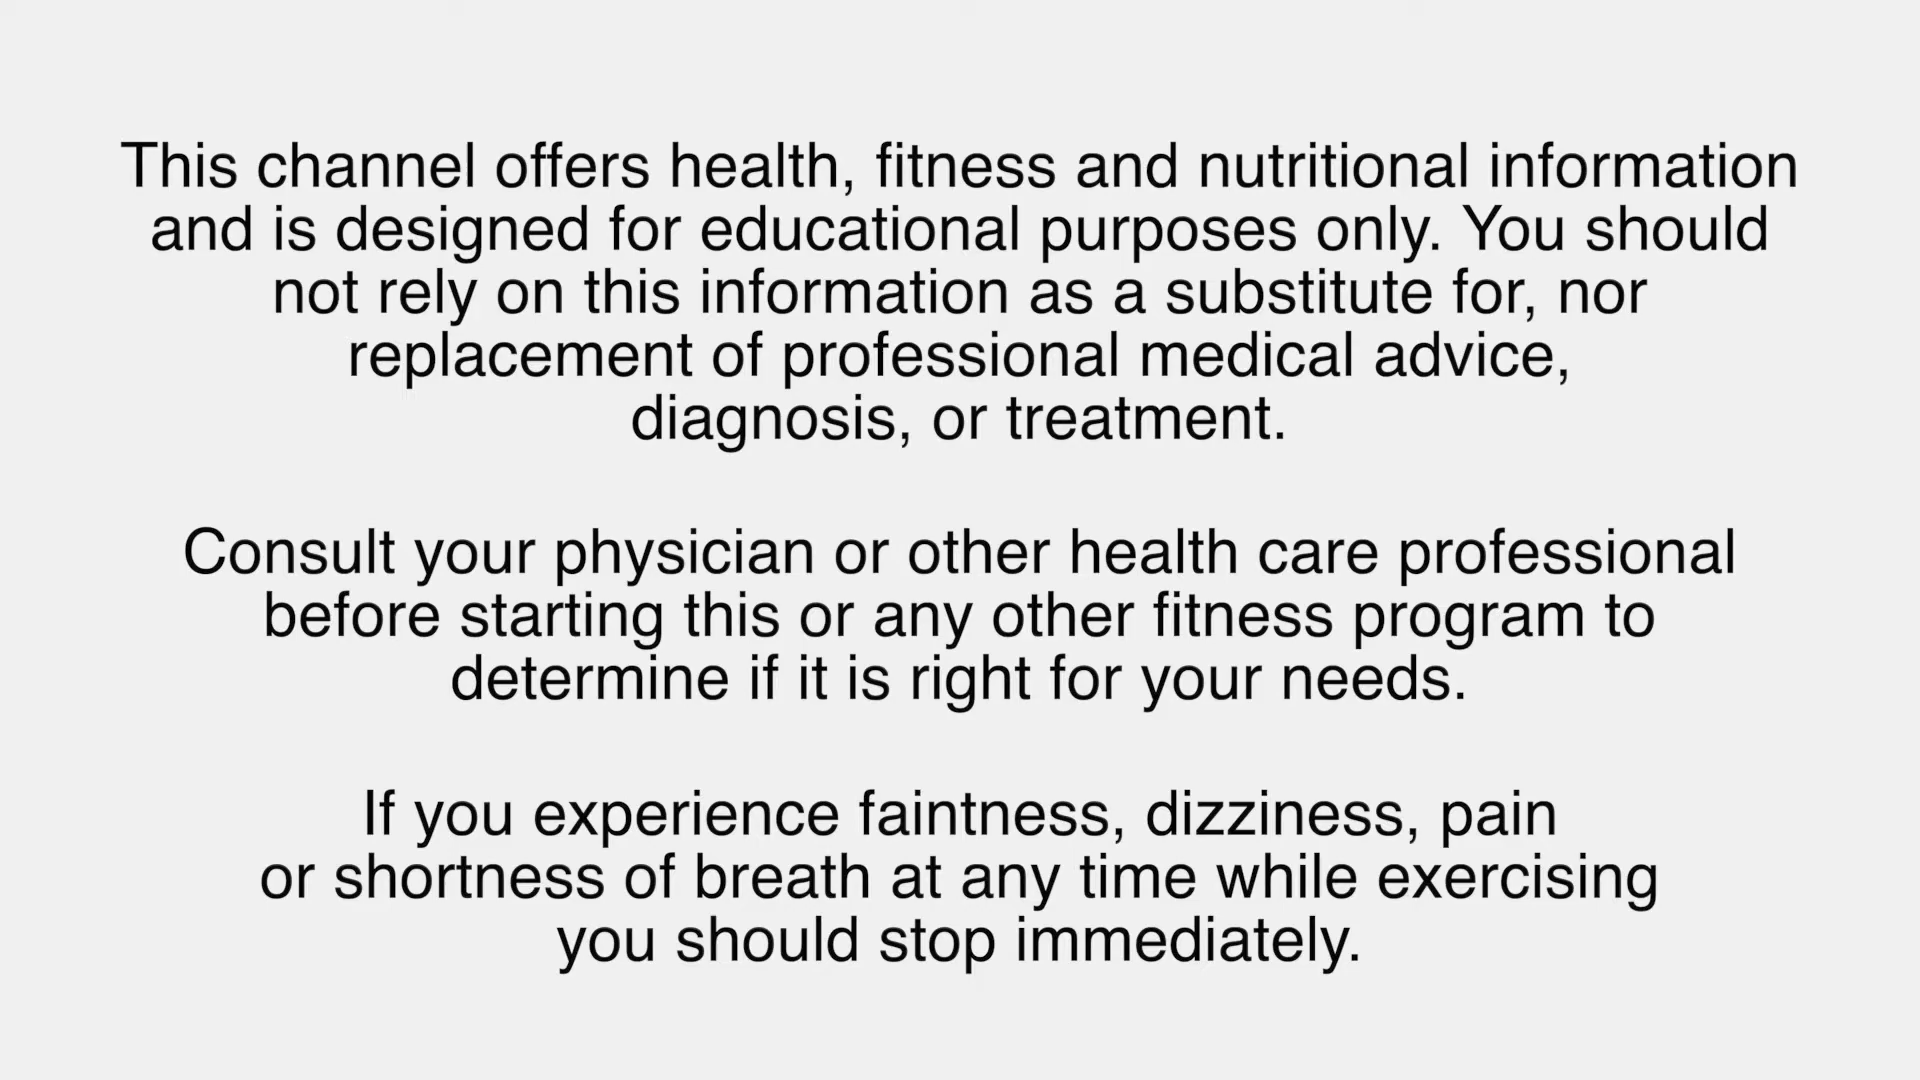 This channel offers health, fitness and nutritional information
and is designed for educational purposes only. You should
not rely on this information as a substitute for, nor
replacement of professional medical advice,
diagnosis, or treatment.
Consult your physician or other health care professional
before starting this or any other fitness program to
determine if it is right for your needs.
If you experience faintness, dizziness, pain
or shortness of breath at any time while exercising
you should stop immediately.